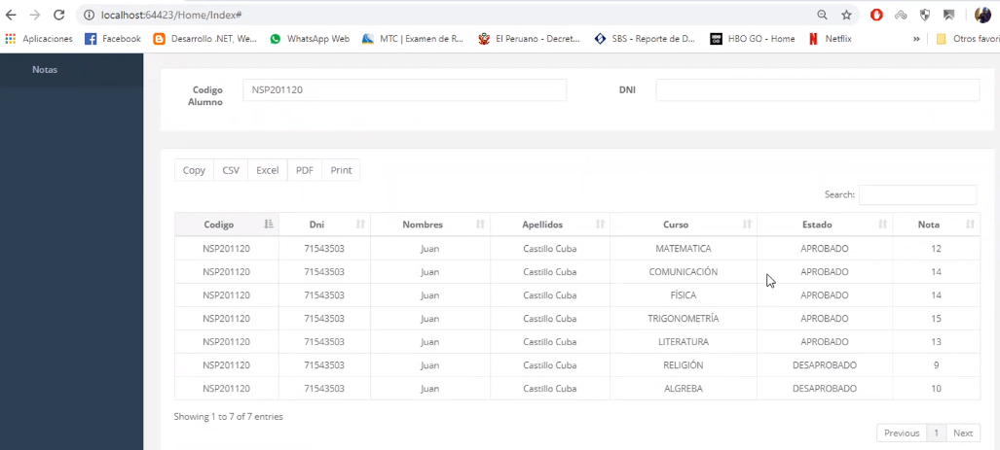 localhost:64423/Home/Index#
Aplicaciones Facebook Desarrollo .NET, We... WhatsApp Web MTC | Examen de R... El Peruano - Decret... SBS - Reporte de D... HBO GO - Home Netflix » Otros favori
Notas
Codigo Alumno NSP201120 DNI
Copy CSV Excel PDF Print
Search:
Codigo Dni Nombres Apellidos Curso Estado Nota
NSP201120 71543503 Juan Castillo Cuba MATEMATICA APROBADO 12
NSP201120 71543503 Juan Castillo Cuba COMUNICACIÓN APROBADO 14
NSP201120 71543503 Juan Castillo Cuba FÍSICA APROBADO 14
NSP201120 71543503 Juan Castillo Cuba TRIGONOMETRÍA APROBADO 15
NSP201120 71543503 Juan Castillo Cuba LITERATURA APROBADO 13
NSP201120 71543503 Juan Castillo Cuba RELIGIÓN DESAPROBADO 9
NSP201120 71543503 Juan Castillo Cuba ALGREBA DESAPROBADO 10
Showing 1 to 7 of 7 entries
Previous 1 Next